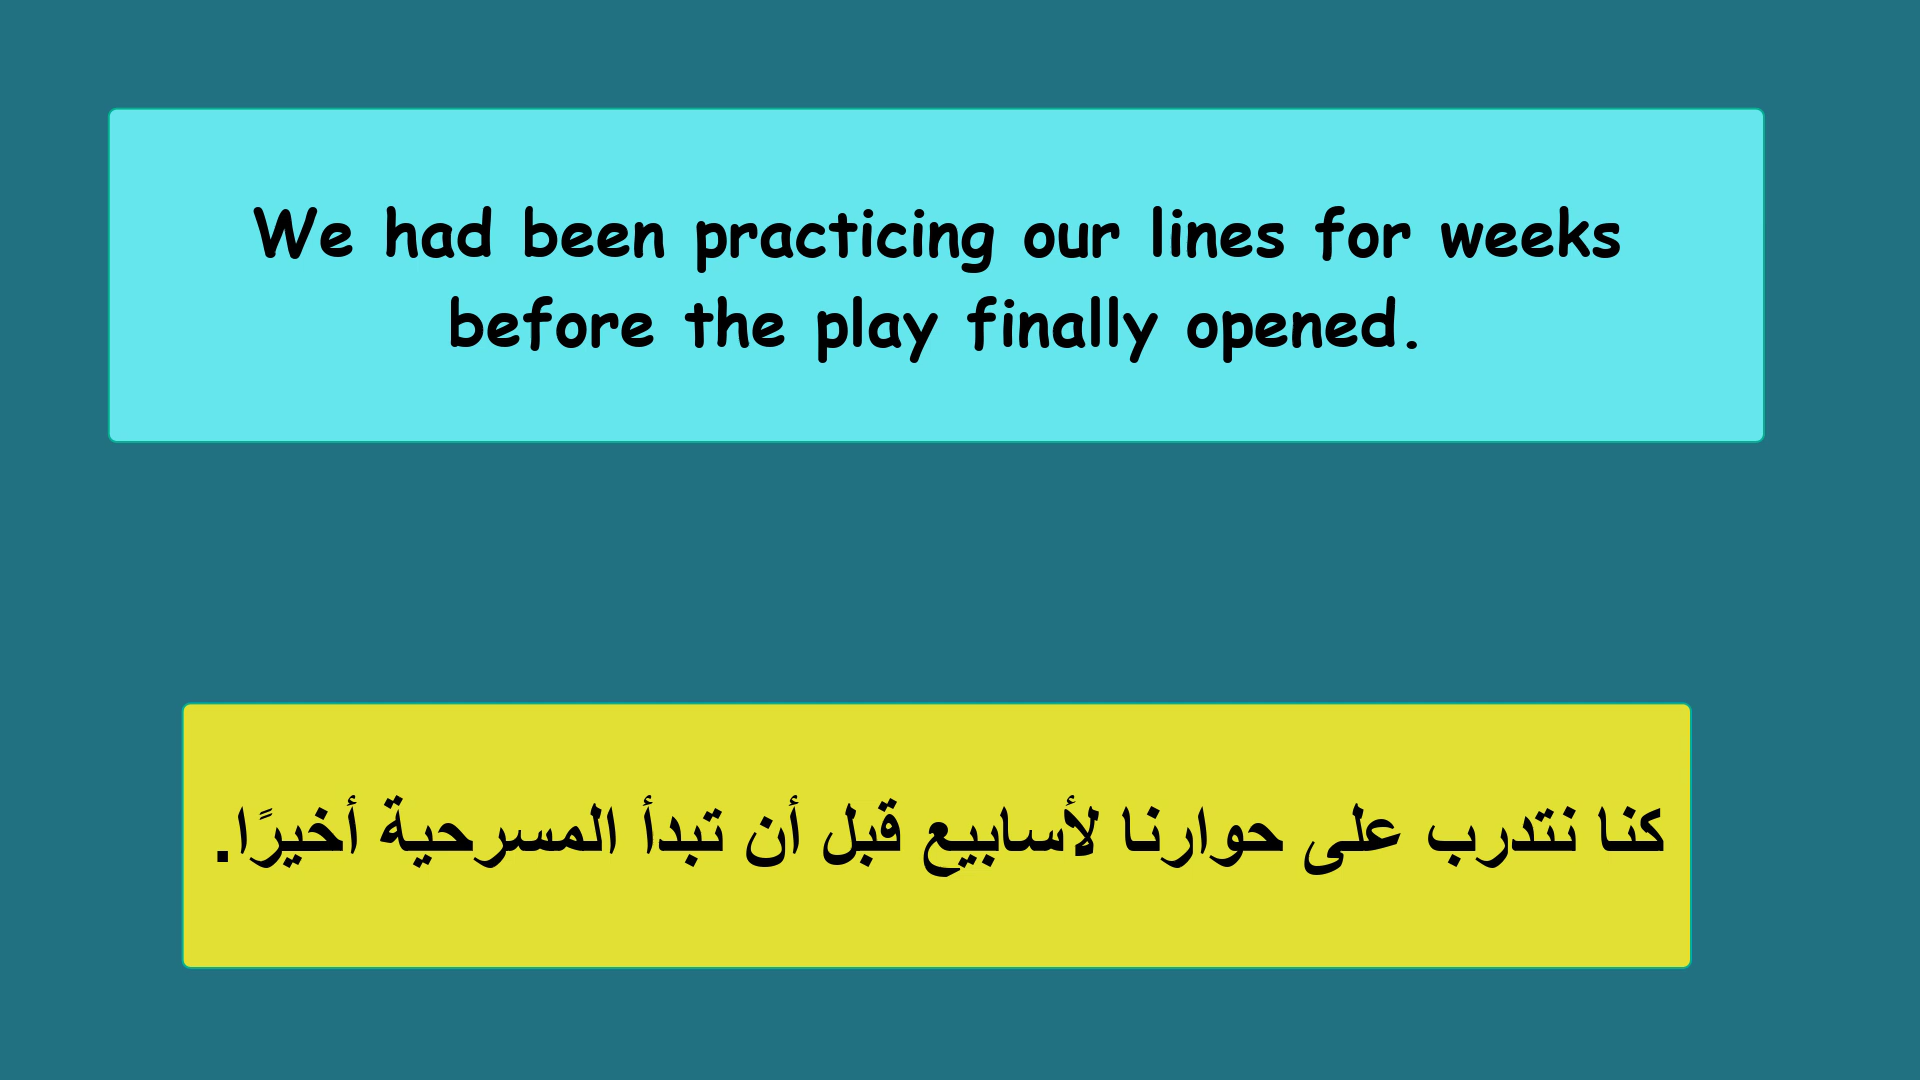 We had been practicing our lines for weeks
before the play finally opened.
كنا نتدرب على حوارنا لأسابيع قبل أن تبدأ المسرحية أخيرًا.